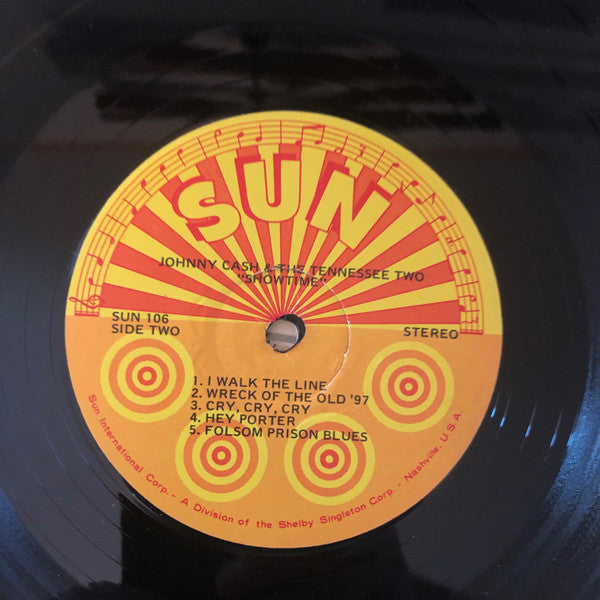 SUN
JOHNNY CASH & THE TENNESSEE TWO
"SHOWTIME"
SUN 106
SIDE TWO
STEREO
1. I WALK THE LINE
2. WRECK OF THE OLD '97
3. CRY, CRY, CRY
4. HEY PORTER
5. FOLSOM PRISON BLUES
Sun International Corp. - A Division of the Shelby Singleton Corp. - Nashville, U.S.A.